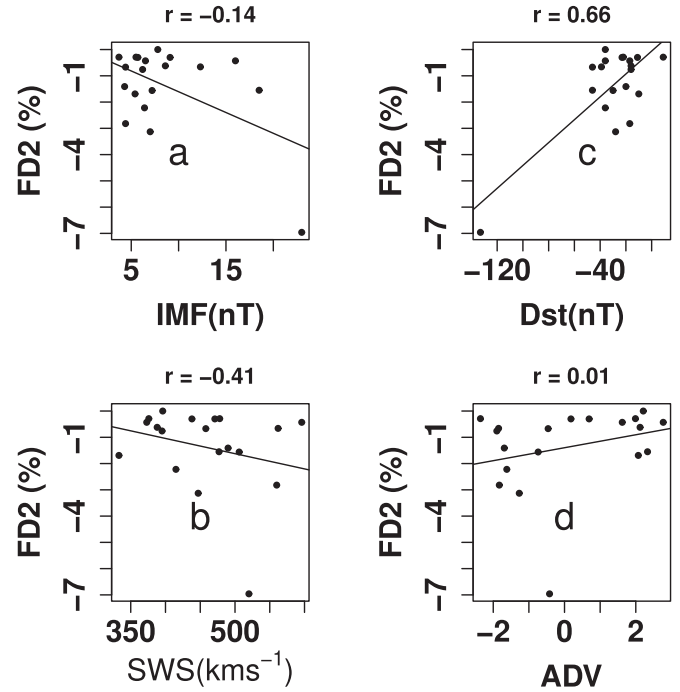 r = −0.14
FD2 (%)
−1
−4
−7
a
5 15
IMF(nT)
r = 0.66
FD2 (%)
−1
−4
−7
c
−120 −40
Dst(nT)
r = −0.41
FD2 (%)
−1
−4
−7
b
350 500
SWS(kms⁻¹)
r = 0.01
FD2 (%)
−1
−4
−7
d
−2 0 2
ADV